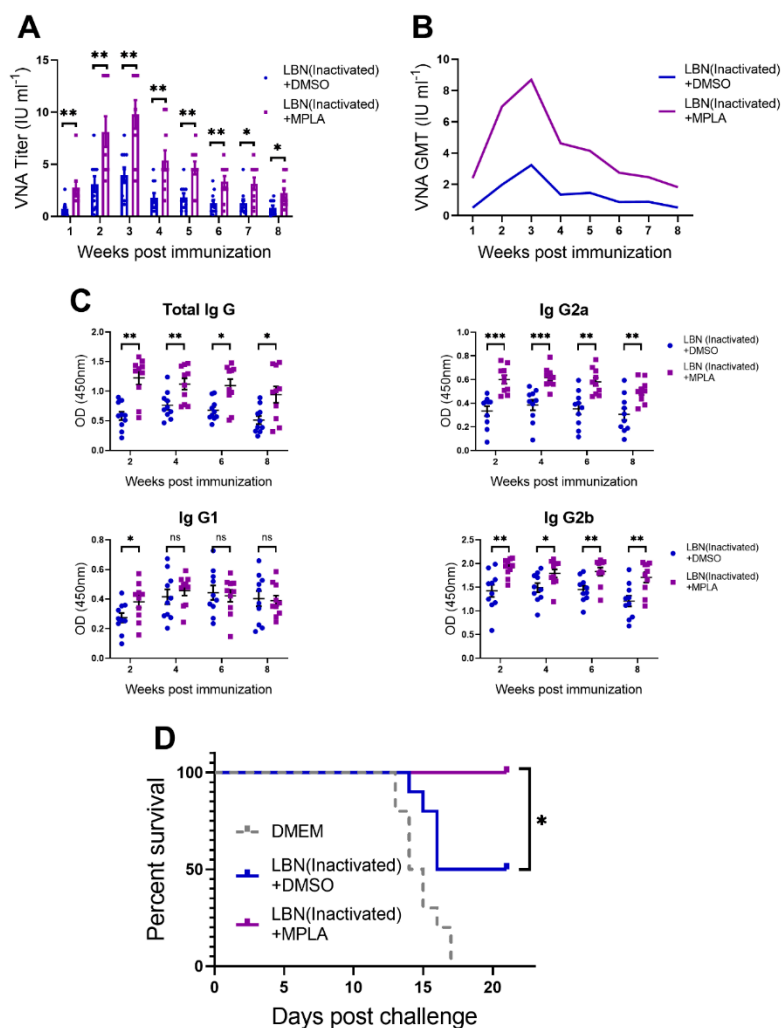 A
VNA Titer (IU ml⁻¹)
15
10
5
0
** ** ** ** ** ** * *
1 2 3 4 5 6 7 8
Weeks post immunization
LBN(Inactivated)
+DMSO
LBN(Inactivated)
+MPLA
B
VNA GMT (IU ml⁻¹)
10
8
6
4
2
0
1 2 3 4 5 6 7 8
Weeks post immunization
LBN(Inactivated)
+DMSO
LBN(Inactivated)
+MPLA
C
Total Ig G
OD (450nm)
2.0
1.5
1.0
0.5
0.0
** ** * *
2 4 6 8
Weeks post immunization
Ig G2a
OD (450nm)
1.0
0.8
0.6
0.4
0.2
0.0
*** *** ** **
2 4 6 8
Weeks post immunization
LBN (Inactivated)
+DMSO
LBN (Inactivated)
+MPLA
Ig G1
OD (450nm)
0.8
0.6
0.4
0.2
0.0
* ns ns ns
2 4 6 8
Weeks post immunization
Ig G2b
OD (450nm)
2.5
2.0
1.5
1.0
0.5
0.0
** * ** **
2 4 6 8
Weeks post immunization
LBN(Inactivated)
+DMSO
LBN(Inactivated)
+MPLA
D
Percent survival
100
50
0
*
DMEM
LBN(Inactivated)
+DMSO
LBN(Inactivated)
+MPLA
0 5 10 15 20
Days post challenge